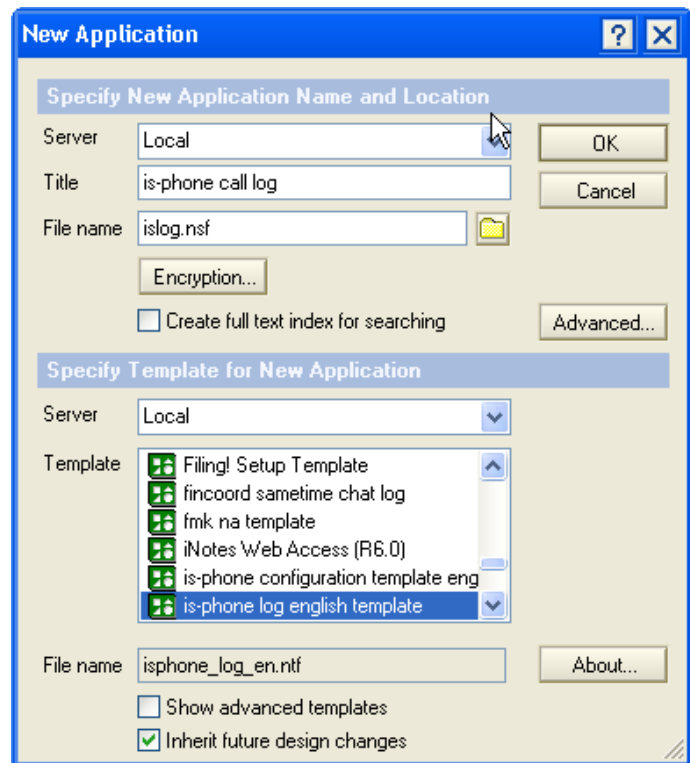 New Application
Specify New Application Name and Location
Server Local OK
Title is-phone call log Cancel
File name islog.nsf
Encryption...
Create full text index for searching Advanced...
Specify Template for New Application
Server Local
Template Filing! Setup Template
fincoord sametime chat log
fmk na template
iNotes Web Access (R6.0)
is-phone configuration template eng
is-phone log english template
File name isphone_log_en.ntf About...
Show advanced templates
Inherit future design changes